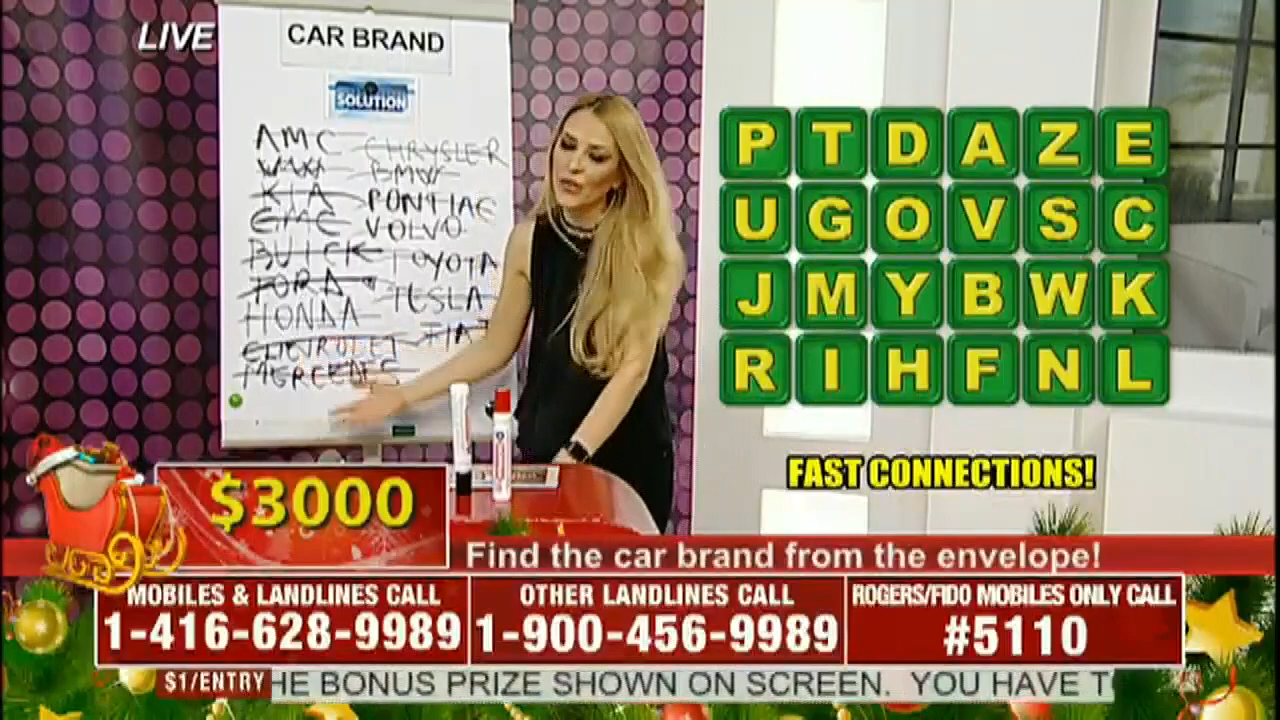 LIVE
CAR BRAND
SOLUTION
AMC CHRYSLER
BMW
KIA PONTIAC
GMC VOLVO
BUICK TOYOTA
TESLA
HONDA
CHEVROLET FIAT
MERCEDES
P T D A Z E
U G O V S C
J M Y B W K
R I H F N L
FAST CONNECTIONS!
$3000
Find the car brand from the envelope!
MOBILES & LANDLINES CALL
1-416-628-9989
OTHER LANDLINES CALL
1-900-456-9989
ROGERS/FIDO MOBILES ONLY CALL
#5110
$1/ENTRY
HE BONUS PRIZE SHOWN ON SCREEN. YOU HAVE T